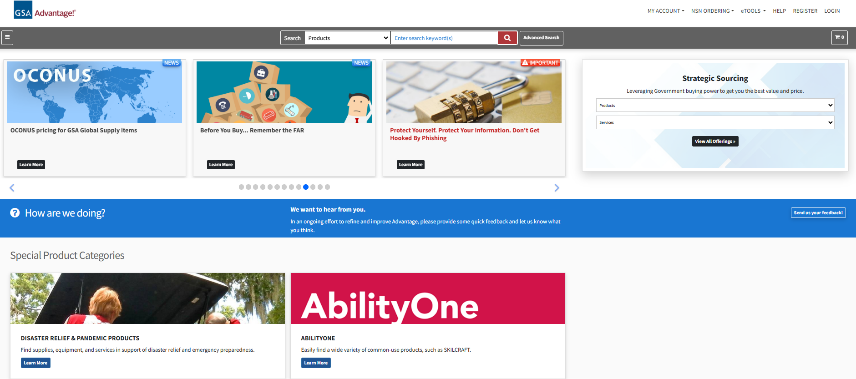 GSA Advantage!®
MY ACCOUNT NSN ORDERING eTOOLS HELP REGISTER LOGIN
Search Products Enter search keyword(s) Advanced Search 0
NEWS
OCONUS
OCONUS pricing for GSA Global Supply items
Learn More
NEWS
Before You Buy... Remember the FAR
Learn More
IMPORTANT
Protect Yourself. Protect Your Information. Don't Get
Hooked By Phishing
Learn More
Strategic Sourcing
Leveraging Government buying power to get you the best value and price.
Products
Services
View All Offerings »
How are we doing?
We want to hear from you.
In an ongoing effort to refine and improve Advantage, please provide some quick feedback and let us know what
you think.
Send us your feedback!
Special Product Categories
DISASTER RELIEF & PANDEMIC PRODUCTS
Find supplies, equipment, and services in support of disaster relief and emergency preparedness.
Learn More
AbilityOne
ABILITYONE
Easily find a wide variety of common-use products, such as SKILCRAFT.
Learn More